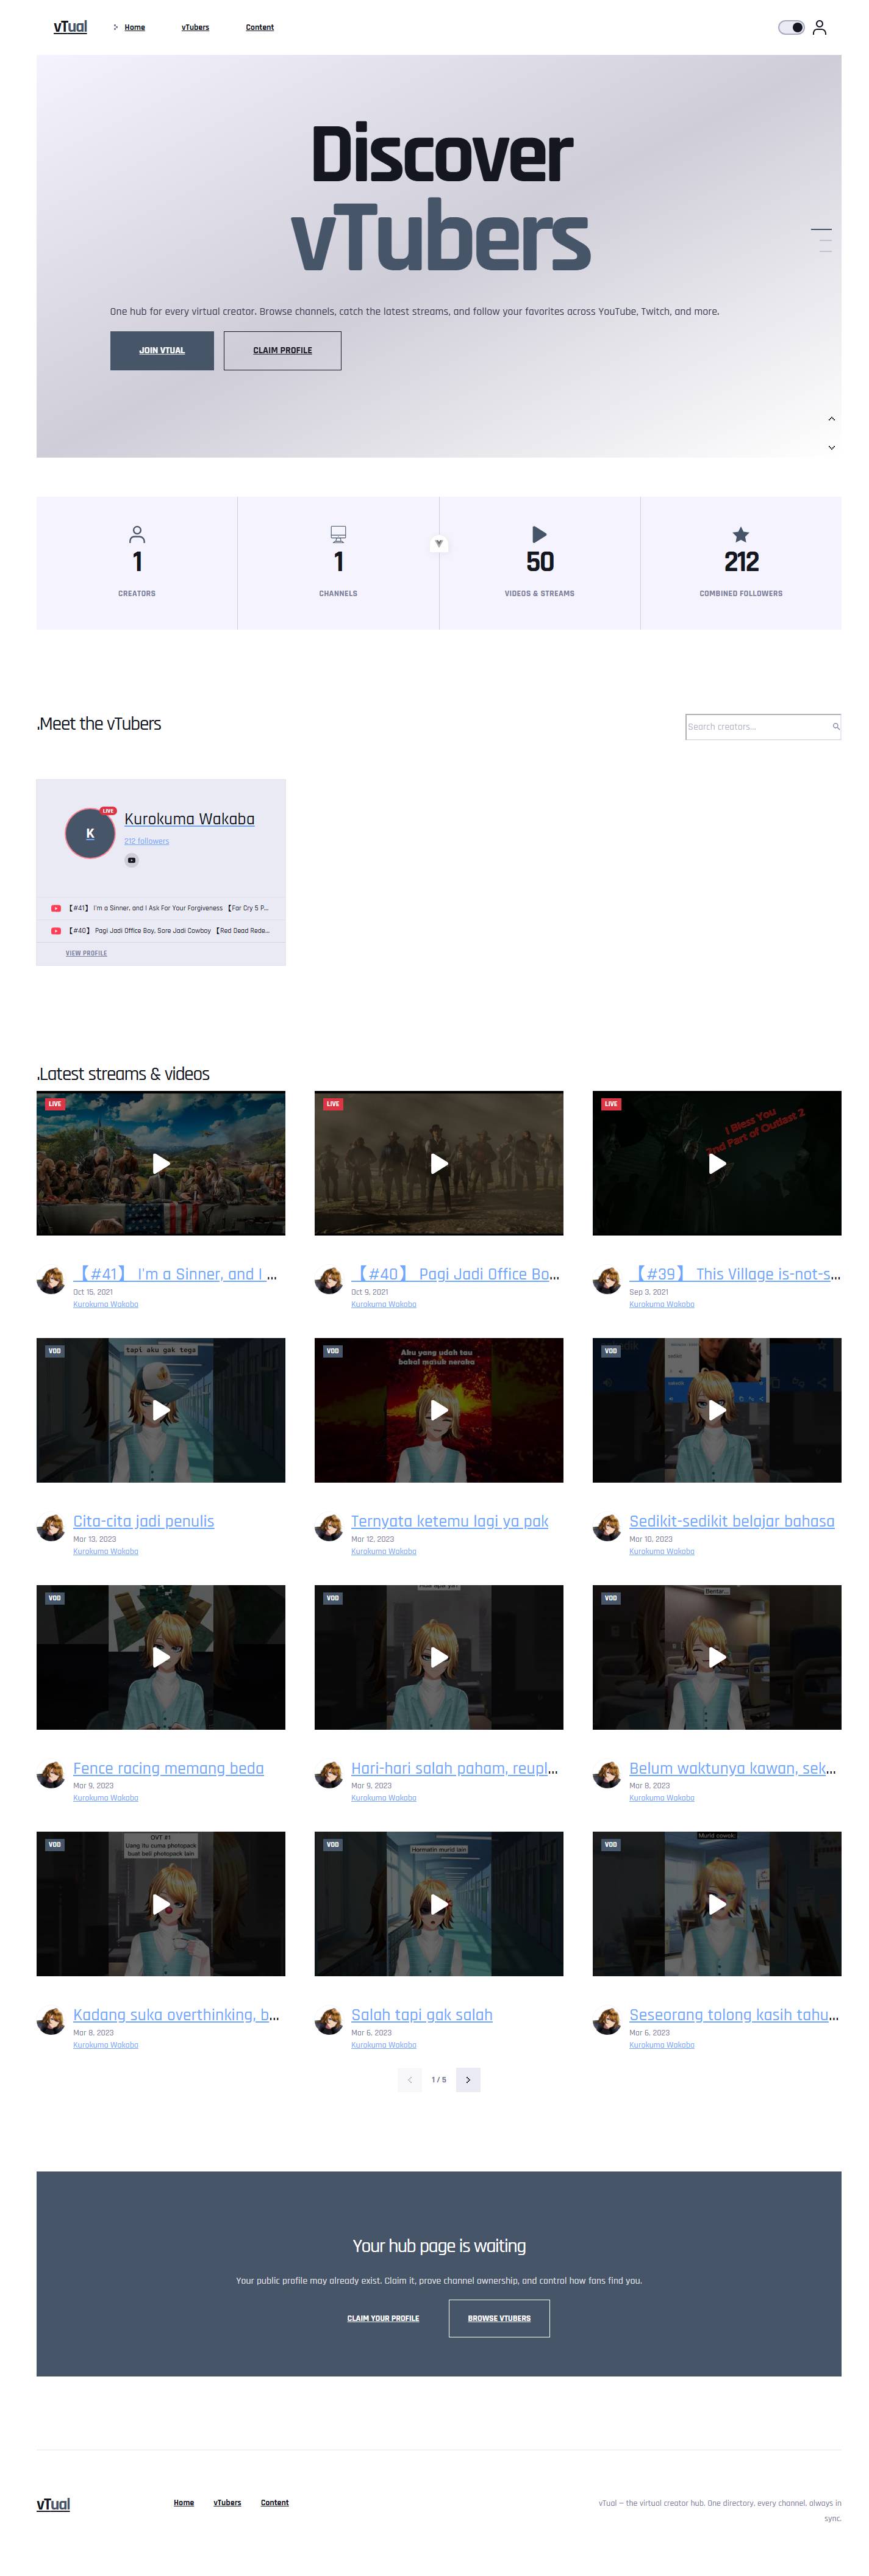 vTual
Home
vTubers
Content
Discover
vTubers
One hub for every virtual creator. Browse channels, catch the latest streams, and follow your favorites across YouTube, Twitch, and more.
JOIN VTUAL
CLAIM PROFILE
1
CREATORS
1
CHANNELS
50
VIDEOS & STREAMS
212
COMBINED FOLLOWERS
.Meet the vTubers
Search creators...
LIVE
K
Kurokuma Wakaba
212 followers
【#41】 I'm a Sinner, and I Ask For Your Forgiveness 【Far Cry 5 P...
【#40】 Pagi Jadi Office Boy, Sore Jadi Cowboy 【Red Dead Rede...
VIEW PROFILE
.Latest streams & videos
LIVE
LIVE
LIVE
I Bless You
2nd Part of Outlast 2
【#41】 I'm a Sinner, and I ...
Oct 15, 2021
Kurokuma Wakaba
【#40】 Pagi Jadi Office Bo...
Oct 9, 2021
Kurokuma Wakaba
【#39】 This Village is-not-s...
Sep 3, 2021
Kurokuma Wakaba
VOD
tapi aku gak tega
VOD
Aku yang udah tau
bakal masuk neraka
VOD
Cita-cita jadi penulis
Mar 13, 2023
Kurokuma Wakaba
Ternyata ketemu lagi ya pak
Mar 12, 2023
Kurokuma Wakaba
Sedikit-sedikit belajar bahasa
Mar 10, 2023
Kurokuma Wakaba
VOD
VOD
VOD
Bentar...
Fence racing memang beda
Mar 9, 2023
Kurokuma Wakaba
Hari-hari salah paham, reupl...
Mar 9, 2023
Kurokuma Wakaba
Belum waktunya kawan, sek...
Mar 8, 2023
Kurokuma Wakaba
VOD
OVT #1
Uang itu cuma photopack
buat beli photopack lain
VOD
Hormatin murid lain
VOD
Murid cowok:
Kadang suka overthinking, b...
Mar 8, 2023
Kurokuma Wakaba
Salah tapi gak salah
Mar 6, 2023
Kurokuma Wakaba
Seseorang tolong kasih tahu...
Mar 6, 2023
Kurokuma Wakaba
1 / 5
Your hub page is waiting
Your public profile may already exist. Claim it, prove channel ownership, and control how fans find you.
CLAIM YOUR PROFILE
BROWSE VTUBERS
vTual
Home
vTubers
Content
vTual — the virtual creator hub. One directory, every channel, always in
sync.